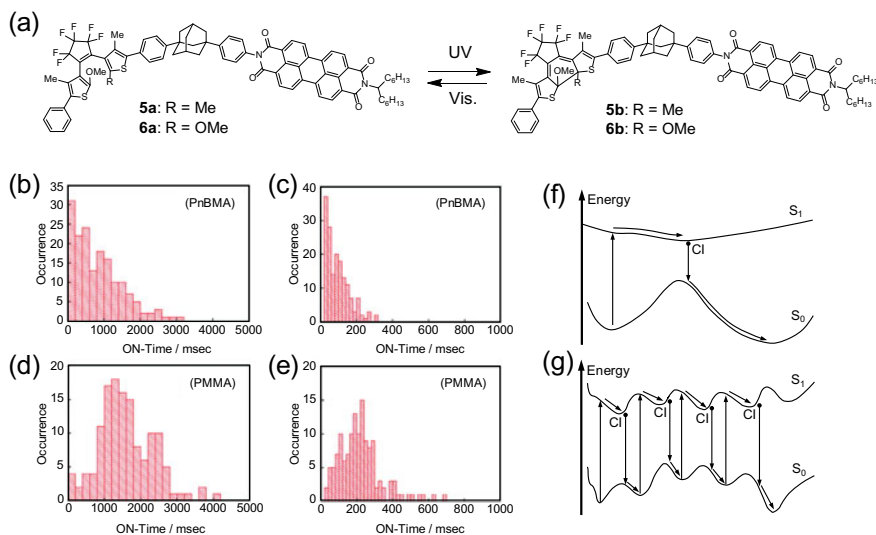 (a)
F F F F F F
Me
Me
OMe
S
R
S
N
O
O
O
O
N
C6H13
C6H13
5a: R = Me
6a: R = OMe
UV
Vis.
F F F F F F
Me
Me
OMe
S
R
S
N
O
O
O
O
N
C6H13
C6H13
5b: R = Me
6b: R = OMe
(b)
(PnBMA)
Occurrence
35
30
25
20
15
10
5
0
0 1000 2000 3000 4000 5000
ON-Time / msec
(c)
(PnBMA)
Occurrence
40
35
30
25
20
15
10
5
0
0 200 400 600 800 1000
ON-Time / msec
(d)
(PMMA)
Occurrence
20
15
10
5
0
0 1000 2000 3000 4000 5000
ON-Time / msec
(e)
(PMMA)
Occurrence
20
15
10
5
0
0 200 400 600 800 1000
ON-Time / msec
(f)
Energy
S1
CI
S0
(g)
Energy
S1
CI CI CI
S0